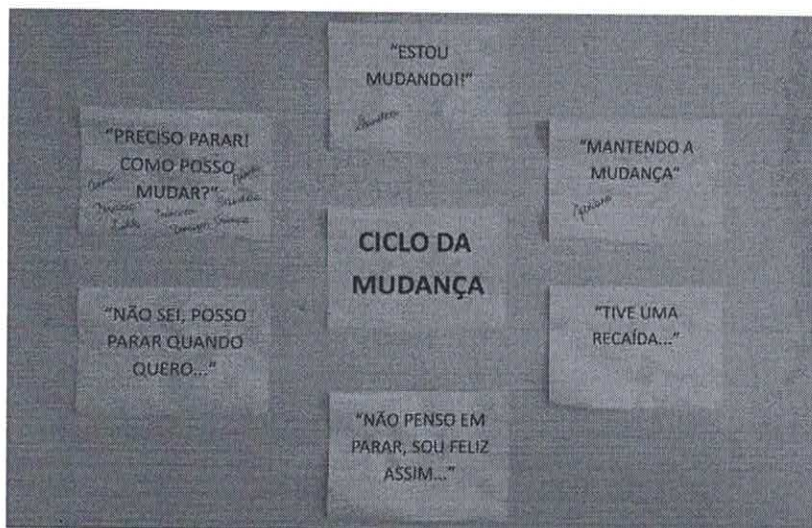 "ESTOU
MUDANDO!!"
"PRECISO PARAR!
COMO POSSO
MUDAR?"
"MANTENDO A
MUDANÇA"
CICLO DA
MUDANÇA
"NÃO SEI, POSSO
PARAR QUANDO
QUERO..."
"TIVE UMA
RECAÍDA..."
"NÃO PENSO EM
PARAR, SOU FELIZ
ASSIM..."